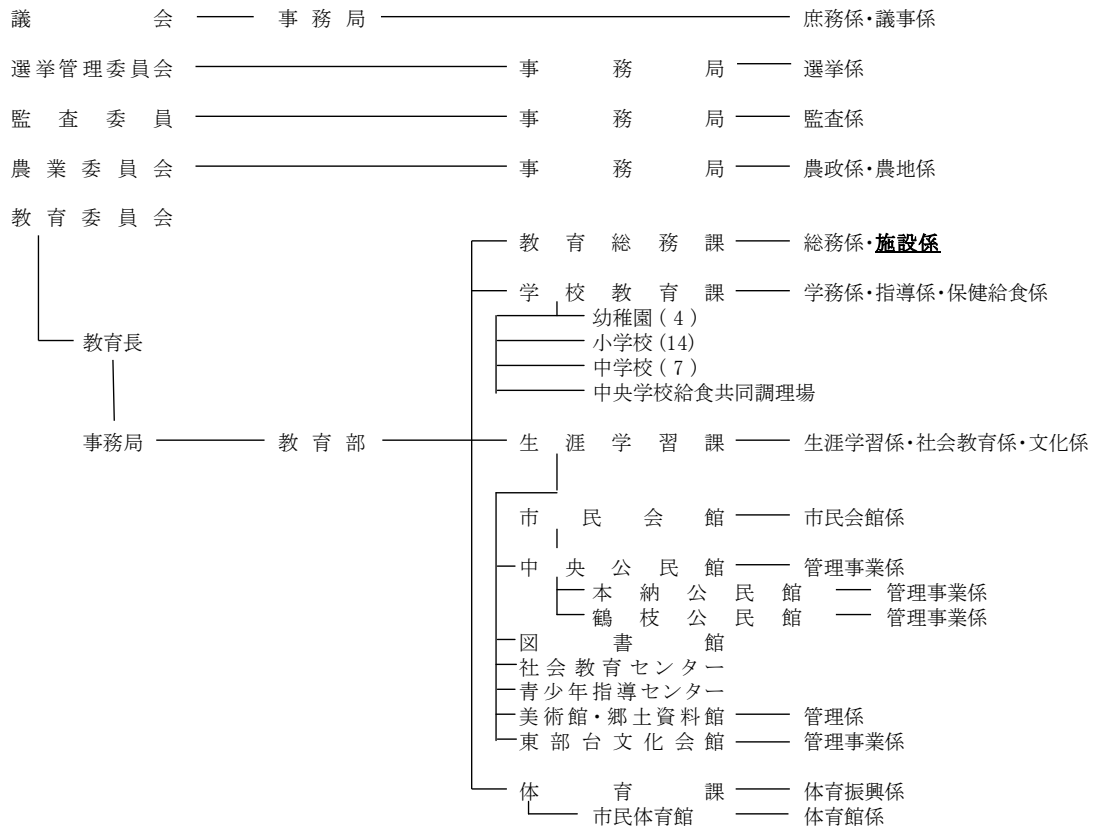 議会 事務局 庶務係・議事係
選挙管理委員会 事務局 選挙係
監査委員 事務局 監査係
農業委員会 事務局 農政係・農地係
教育委員会
教育総務課 総務係・施設係
学校教育課 学務係・指導係・保健給食係
幼稚園(4)
小学校(14)
教育長
中学校(7)
中央学校給食共同調理場
事務局 教育部 生涯学習課 生涯学習係・社会教育係・文化係
市民会館 市民会館係
中央公民館 管理事業係
本納公民館 管理事業係
鶴枝公民館 管理事業係
図書館
社会教育センター
青少年指導センター
美術館・郷土資料館 管理係
東部台文化会館 管理事業係
体育課 体育振興係
市民体育館 体育館係